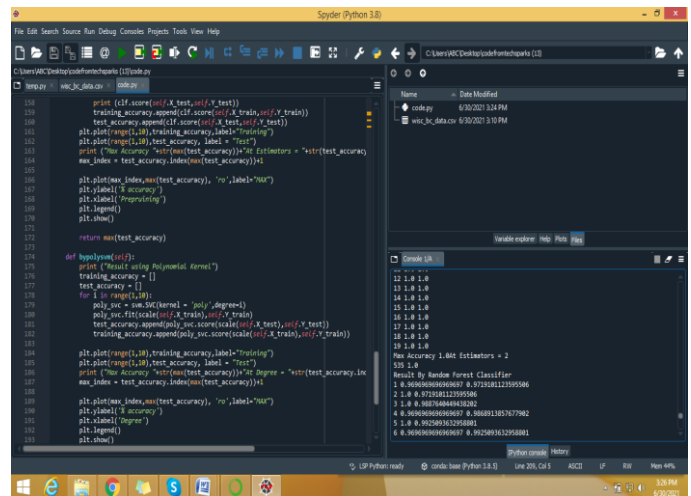 Spyder (Python 3.8)
File Edit Search Source Run Debug Consoles Projects Tools View Help
C:\Users\ABC\Desktop\codefromtechsparks (13)
C:\Users\ABC\Desktop\codefromtechsparks (13)\code.py
temp.py wisc_bc_data.csv code.py
158 print (clf.score(self.X_test,self.Y_test))
159 training_accuracy.append(clf.score(self.X_train,self.Y_train))
160 test_accuracy.append(clf.score(self.X_test,self.Y_test))
161 plt.plot(range(1,10),training_accuracy,label="Training")
162 plt.plot(range(1,10),test_accuracy, label = "Test")
163 print ("Max Accuracy "+str(max(test_accuracy))+"At Estimators = "+str(test_accuracy
164 max_index = test_accuracy.index(max(test_accuracy))+1
165
166 plt.plot(max_index,max(test_accuracy), 'ro',label="MAX")
167 plt.ylabel('% accuracy')
168 plt.xlabel('Prepruining')
169 plt.legend()
170 plt.show()
171
172 return max(test_accuracy)
173
174 def bypolysvm(self):
175 print ("Result using Polynomial Kernel")
176 training_accuracy = []
177 test_accuracy = []
178 for i in range(1,10):
179 poly_svc = svm.SVC(kernel = 'poly',degree=i)
180 poly_svc.fit(scale(self.X_train),self.Y_train)
181 test_accuracy.append(poly_svc.score(scale(self.X_test),self.Y_test))
182 training_accuracy.append(poly_svc.score(scale(self.X_train),self.Y_train))
183
184 plt.plot(range(1,10),training_accuracy,label="Training")
185 plt.plot(range(1,10),test_accuracy, label = "Test")
186 print ("Max Accuracy "+str(max(test_accuracy))+"At Degree = "+str(test_accuracy.inc
187 max_index = test_accuracy.index(max(test_accuracy))+1
188
189 plt.plot(max_index,max(test_accuracy), 'ro',label="MAX")
190 plt.ylabel('% accuracy')
191 plt.xlabel('Degree')
192 plt.legend()
193 plt.show()
Name Date Modified
code.py 6/30/2021 3:24 PM
wisc_bc_data.csv 6/30/2021 3:10 PM
Variable explorer Help Plots Files
Console 1/A
12 1.0 1.0
13 1.0 1.0
14 1.0 1.0
15 1.0 1.0
16 1.0 1.0
17 1.0 1.0
18 1.0 1.0
19 1.0 1.0
Max Accuracy 1.0At Estimators = 2
535 1.0
Result By Random Forest Classifier
1 0.9696969696969697 0.9719101123595506
2 1.0 0.9719101123595506
3 1.0 0.9887640449438202
4 0.9696969696969697 0.9868913857677902
5 1.0 0.9925093632958801
6 0.9696969696969697 0.9925093632958801
IPython console History
LSP Python: ready conda: base (Python 3.8.5) Line 209, Col 5 ASCII LF RW Mem 44%
3:26 PM
6/30/2021